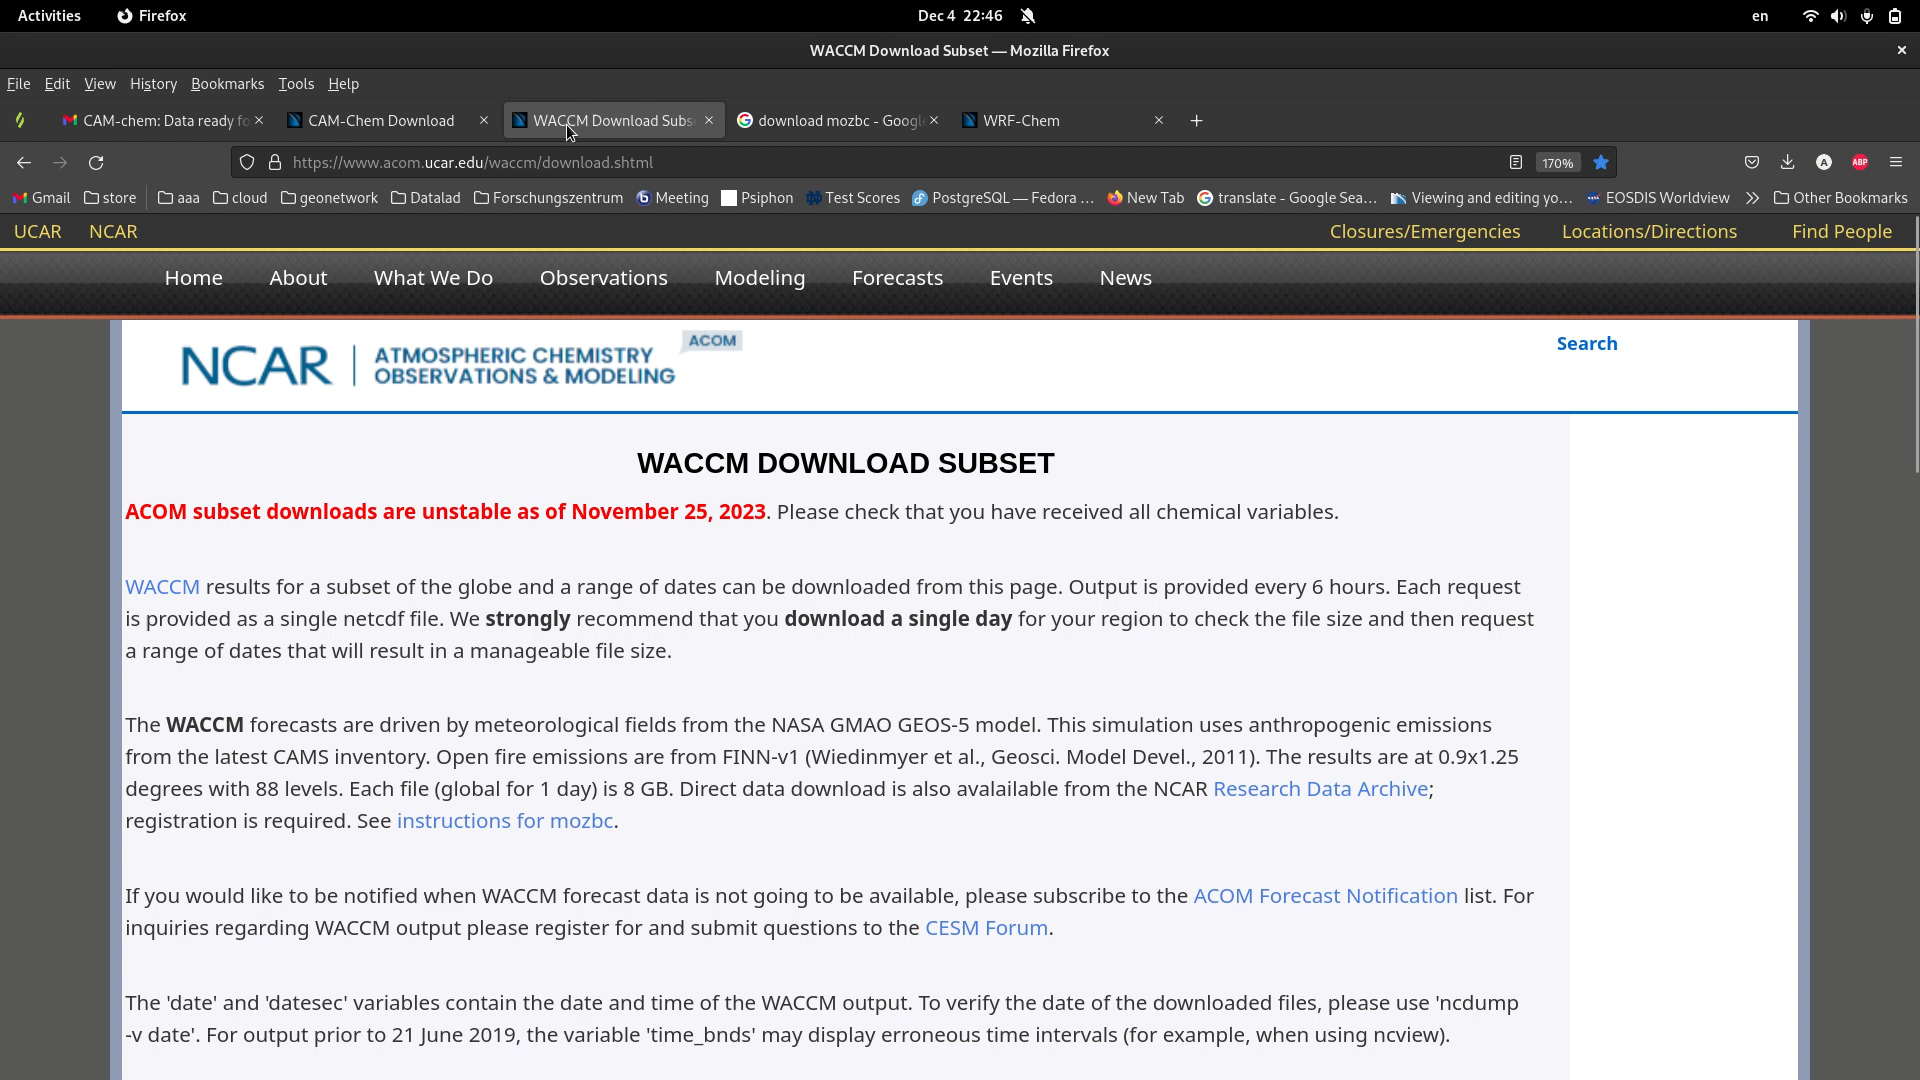 Activities Firefox Dec 4 22:46 en
WACCM Download Subset — Mozilla Firefox
File Edit View History Bookmarks Tools Help
CAM-chem: Data ready fo CAM-Chem Download WACCM Download Subs download mozbc - Googl WRF-Chem
https://www.acom.ucar.edu/waccm/download.shtml 170% A ABP
Gmail store aaa cloud geonetwork Datalad Forschungszentrum Meeting Psiphon Test Scores PostgreSQL — Fedora ... New Tab translate - Google Sea... Viewing and editing yo... EOSDIS Worldview Other Bookmarks
UCAR NCAR Closures/Emergencies Locations/Directions Find People
Home About What We Do Observations Modeling Forecasts Events News
NCAR ATMOSPHERIC CHEMISTRY OBSERVATIONS & MODELING ACOM
Search
WACCM DOWNLOAD SUBSET
ACOM subset downloads are unstable as of November 25, 2023. Please check that you have received all chemical variables.
WACCM results for a subset of the globe and a range of dates can be downloaded from this page. Output is provided every 6 hours. Each request
is provided as a single netcdf file. We strongly recommend that you download a single day for your region to check the file size and then request
a range of dates that will result in a manageable file size.
The WACCM forecasts are driven by meteorological fields from the NASA GMAO GEOS-5 model. This simulation uses anthropogenic emissions
from the latest CAMS inventory. Open fire emissions are from FINN-v1 (Wiedinmyer et al., Geosci. Model Devel., 2011). The results are at 0.9x1.25
degrees with 88 levels. Each file (global for 1 day) is 8 GB. Direct data download is also avalailable from the NCAR Research Data Archive;
registration is required. See instructions for mozbc.
If you would like to be notified when WACCM forecast data is not going to be available, please subscribe to the ACOM Forecast Notification list. For
inquiries regarding WACCM output please register for and submit questions to the CESM Forum.
The 'date' and 'datesec' variables contain the date and time of the WACCM output. To verify the date of the downloaded files, please use 'ncdump
-v date'. For output prior to 21 June 2019, the variable 'time_bnds' may display erroneous time intervals (for example, when using ncview).